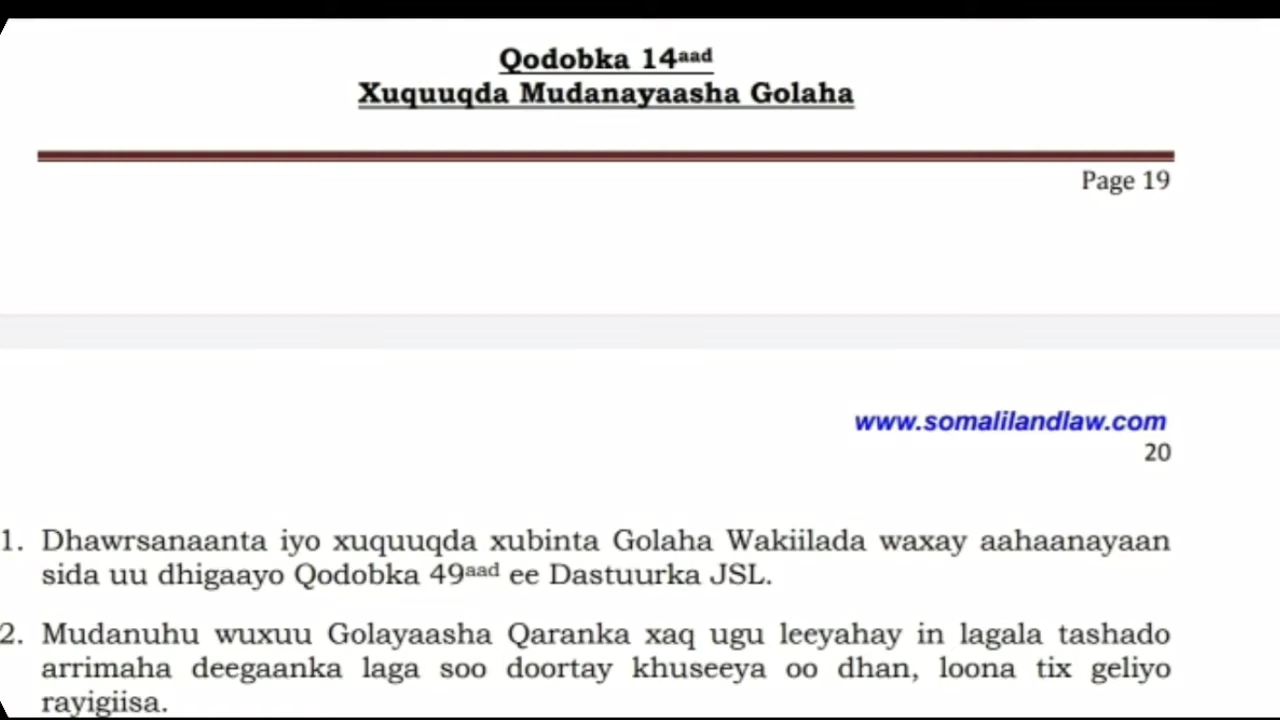 Qodobka 14aad
Xuquuqda Mudanayaasha Golaha
Page 19
www.somalilandlaw.com
20
1. Dhawrsanaanta iyo xuquuqda xubinta Golaha Wakiilada waxay aahaanayaan
sida uu dhigaayo Qodobka 49aad ee Dastuurka JSL.
2. Mudanuhu wuxuu Golayaasha Qaranka xaq ugu leeyahay in lagala tashado
arrimaha deegaanka laga soo doortay khuseeya oo dhan, loona tix geliyo
rayigiisa.